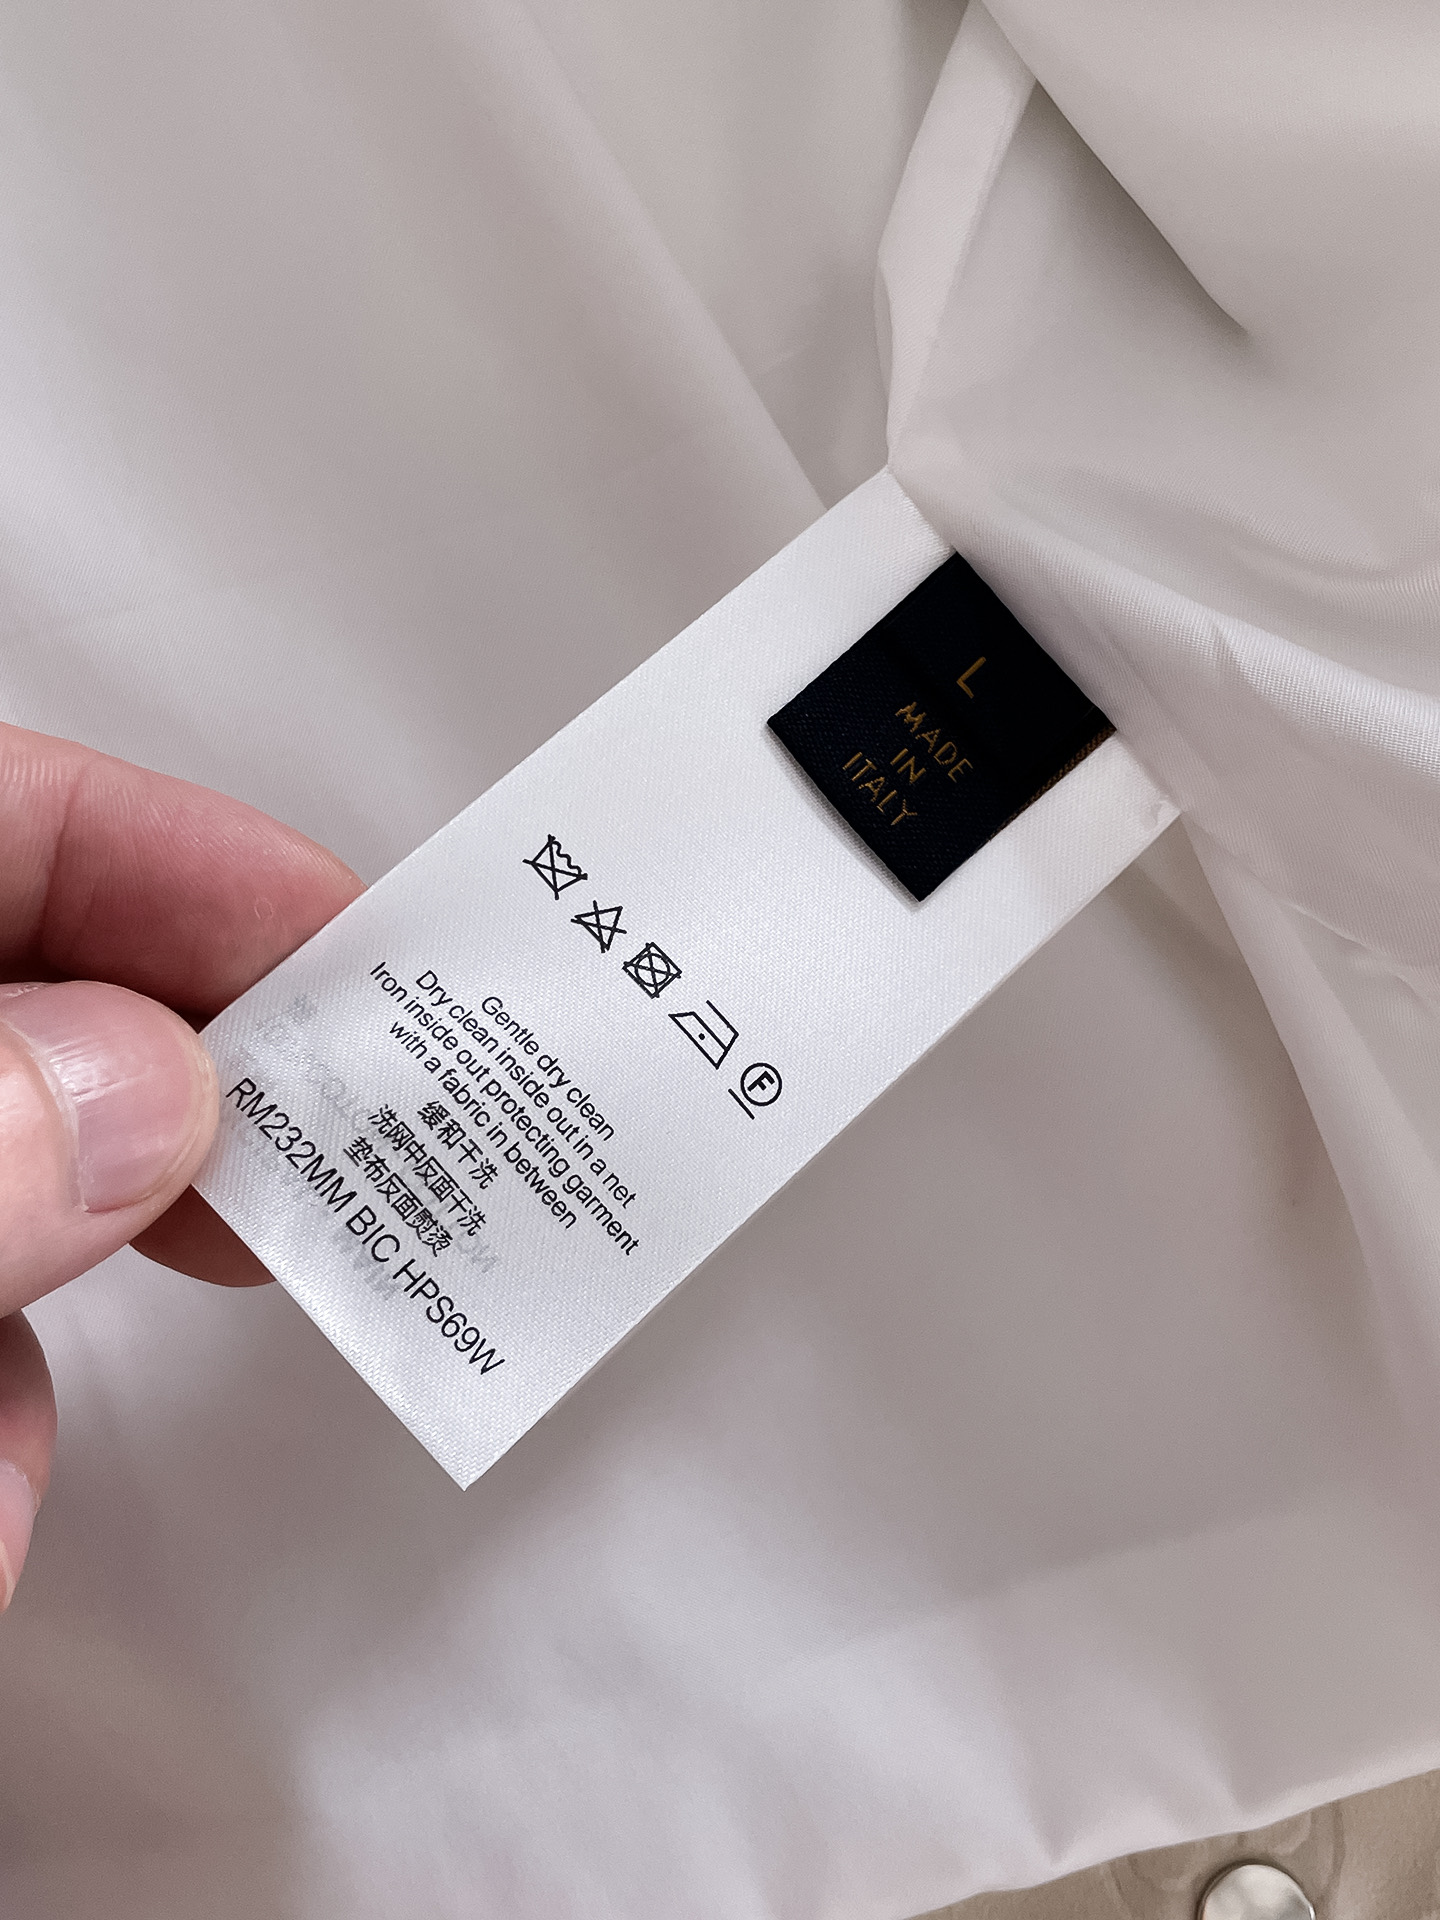 L
MADE
IN
ITALY
F
Gentle dry clean
Dry clean inside out in a net
Iron inside out protecting garment
with a fabric in between
缓和干洗
洗网中反面干洗
垫布反面熨烫
RM232MM BIC HPS69W